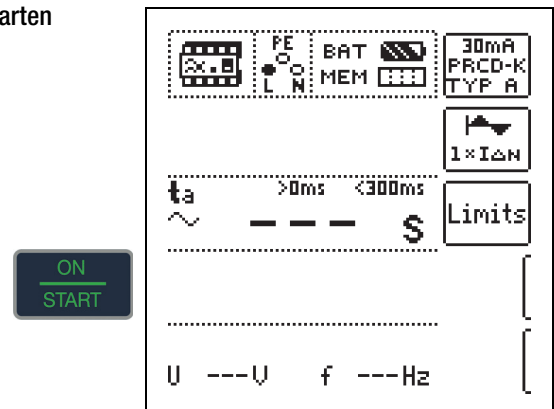 arten
PE
L N
BAT
MEM
30mA
PRCD-K
TYP A
1×IΔN
ta >0ms <300ms
--- s
Limits
ON
START
U ---V f ---Hz